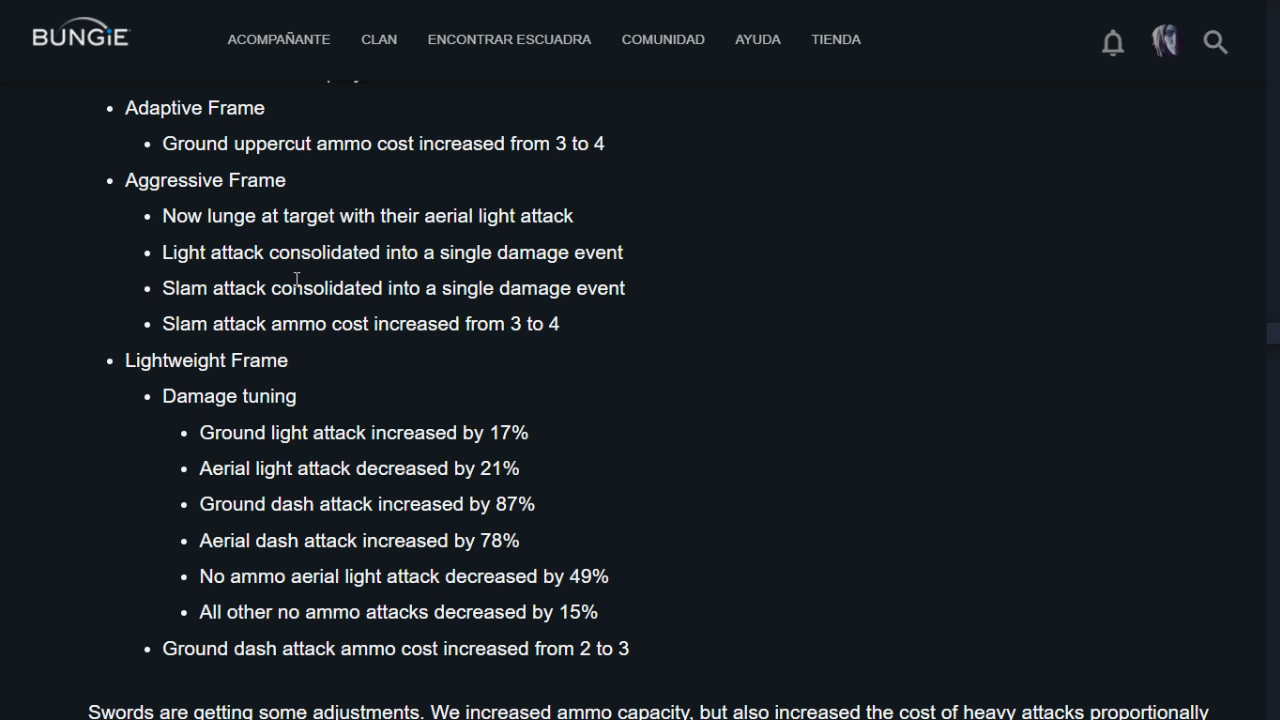 BUNGiE
ACOMPAÑANTE CLAN ENCONTRAR ESCUADRA COMUNIDAD AYUDA TIENDA
• Adaptive Frame
• Ground uppercut ammo cost increased from 3 to 4
• Aggressive Frame
• Now lunge at target with their aerial light attack
• Light attack consolidated into a single damage event
• Slam attack consolidated into a single damage event
• Slam attack ammo cost increased from 3 to 4
• Lightweight Frame
• Damage tuning
• Ground light attack increased by 17%
• Aerial light attack decreased by 21%
• Ground dash attack increased by 87%
• Aerial dash attack increased by 78%
• No ammo aerial light attack decreased by 49%
• All other no ammo attacks decreased by 15%
• Ground dash attack ammo cost increased from 2 to 3
Swords are getting some adjustments. We increased ammo capacity, but also increased the cost of heavy attacks proportionally